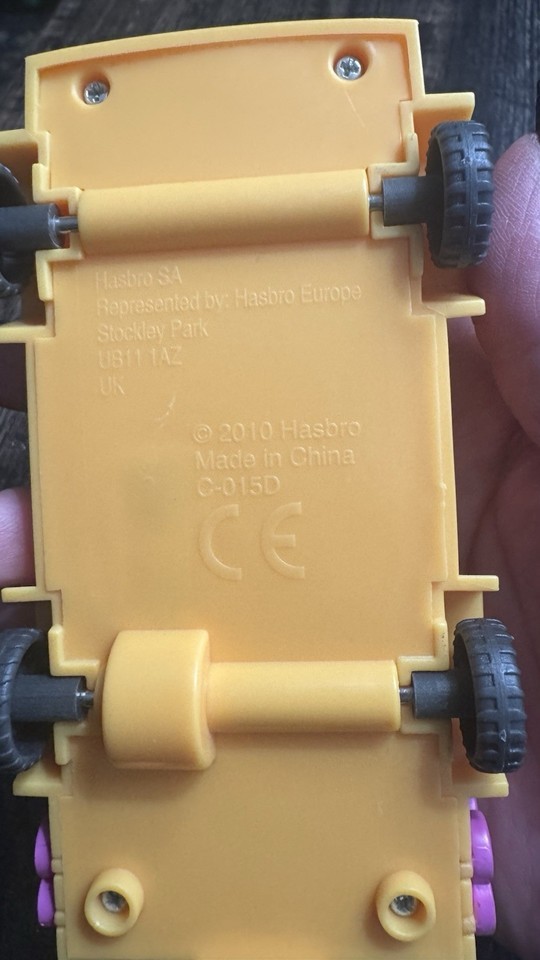 Hasbro SA
Represented by: Hasbro Europe
Stockley Park
UB11 1AZ
UK
© 2010 Hasbro
Made in China
C-015D
CE